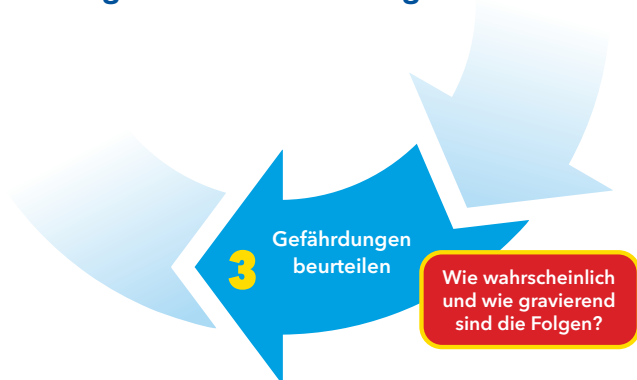 3
Gefährdungen
beurteilen
Wie wahrscheinlich
und wie gravierend
sind die Folgen?